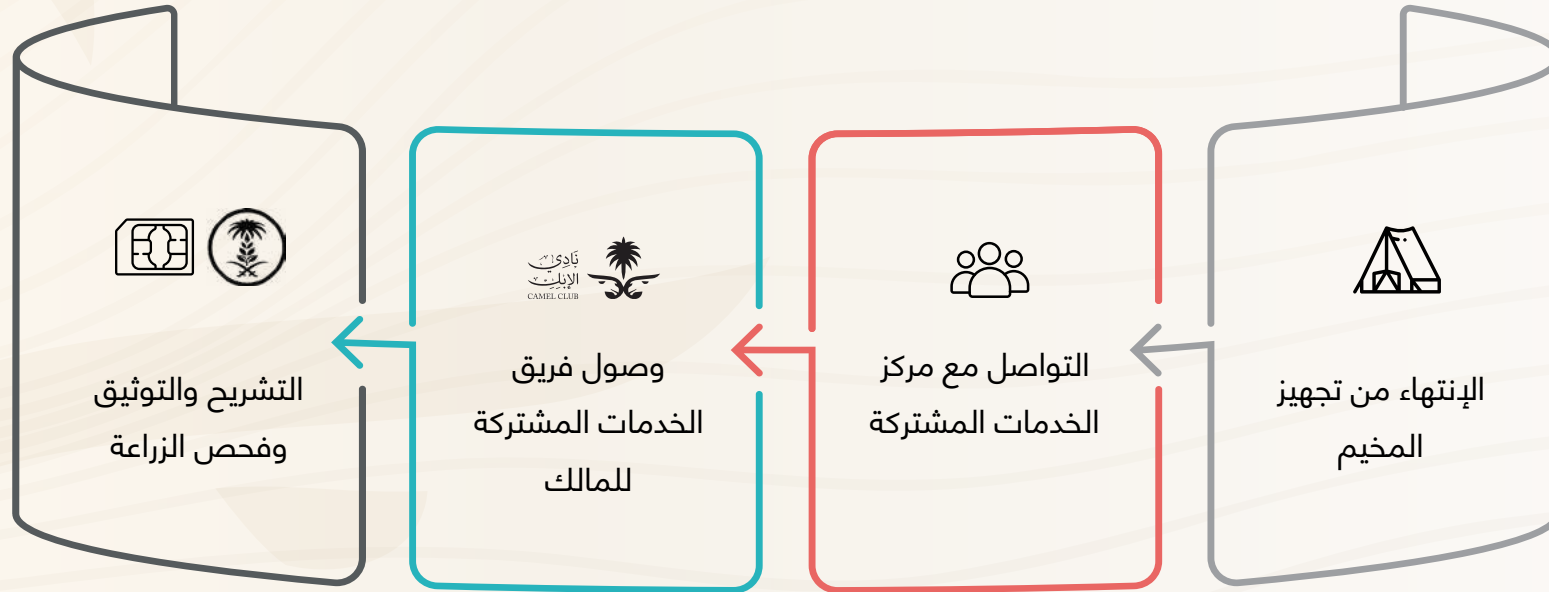 الإنتهاء من تجهيز
المخيم
التواصل مع مركز
الخدمات المشتركة
نادي
الإبل
CAMEL CLUB
وصول فريق
الخدمات المشتركة
للمالك
التشريح والتوثيق
وفحص الزراعة